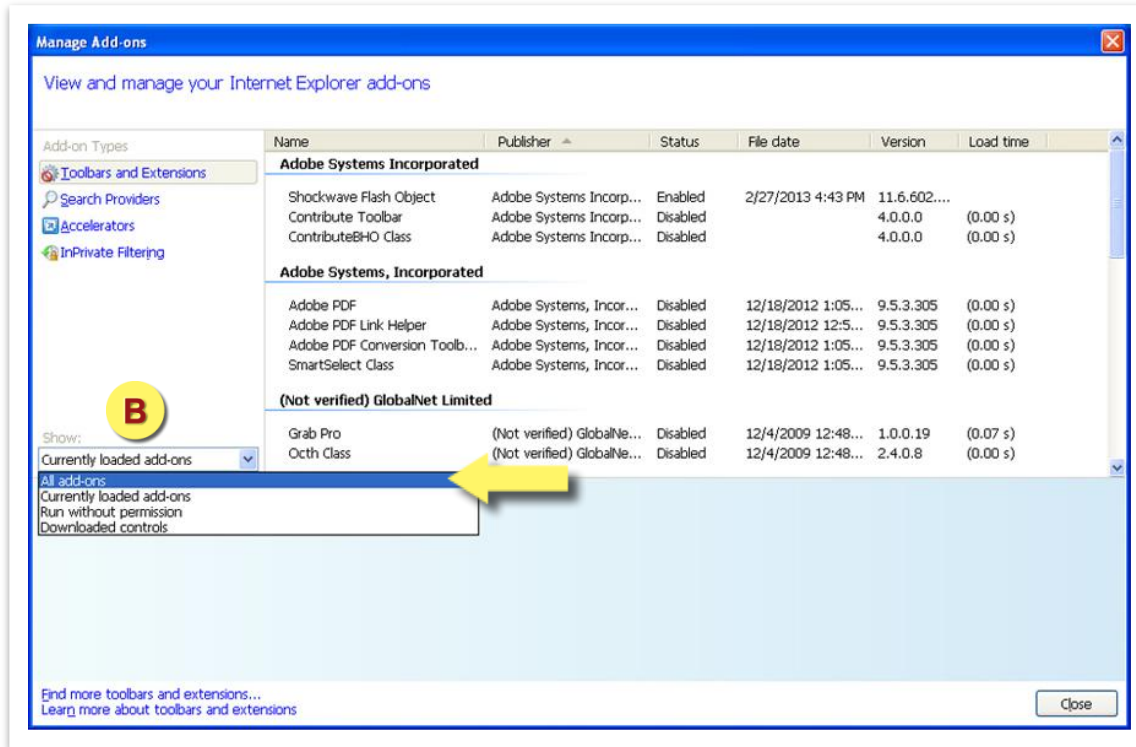 Manage Add-ons
View and manage your Internet Explorer add-ons
Add-on Types
Toolbars and Extensions
Search Providers
Accelerators
InPrivate Filtering
Name Publisher Status File date Version Load time
Adobe Systems Incorporated
Shockwave Flash Object Adobe Systems Incorp... Enabled 2/27/2013 4:43 PM 11.6.602....
Contribute Toolbar Adobe Systems Incorp... Disabled 4.0.0.0 (0.00 s)
ContributeBHO Class Adobe Systems Incorp... Disabled 4.0.0.0 (0.00 s)
Adobe Systems, Incorporated
Adobe PDF Adobe Systems, Incor... Disabled 12/18/2012 1:05... 9.5.3.305 (0.00 s)
Adobe PDF Link Helper Adobe Systems, Incor... Disabled 12/18/2012 12:5... 9.5.3.305 (0.00 s)
Adobe PDF Conversion Toolb... Adobe Systems, Incor... Disabled 12/18/2012 1:05... 9.5.3.305 (0.00 s)
SmartSelect Class Adobe Systems, Incor... Disabled 12/18/2012 1:05... 9.5.3.305 (0.00 s)
(Not verified) GlobalNet Limited
Grab Pro (Not verified) GlobalNe... Disabled 12/4/2009 12:48... 1.0.0.19 (0.07 s)
Octh Class (Not verified) GlobalNe... Disabled 12/4/2009 12:48... 2.4.0.8 (0.00 s)
B
Show:
Currently loaded add-ons
All add-ons
Currently loaded add-ons
Run without permission
Downloaded controls
Find more toolbars and extensions...
Learn more about toolbars and extensions
Close